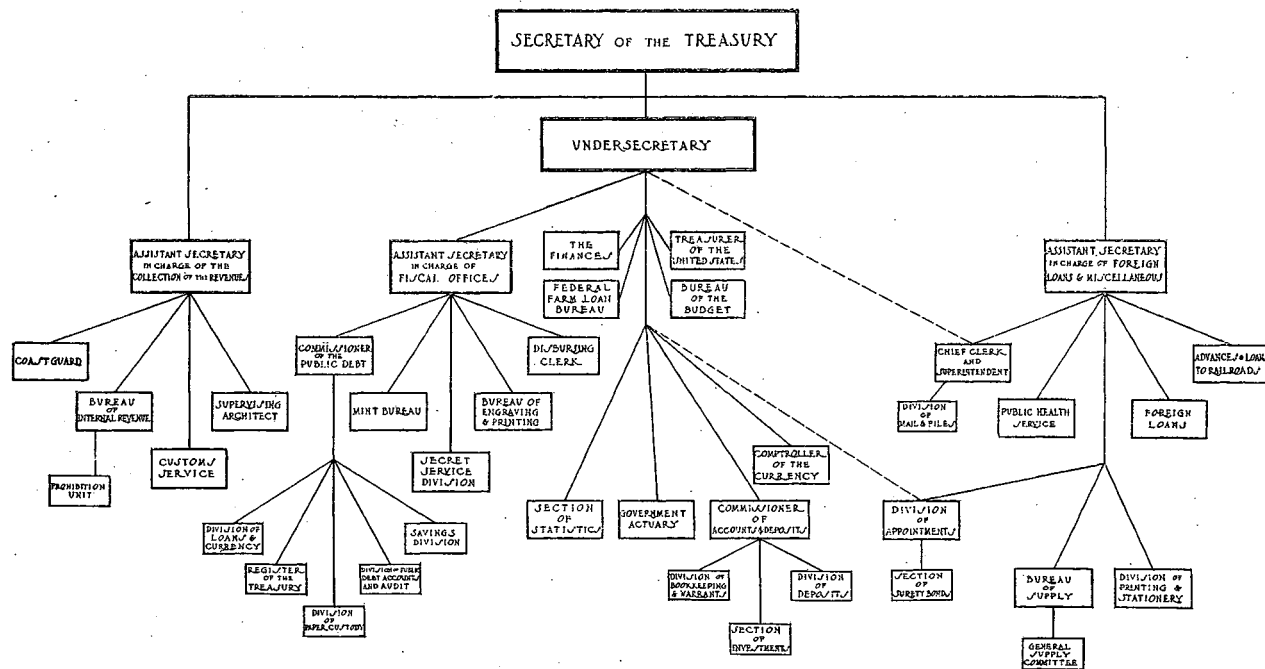 SECRETARY OF THE TREASURY
UNDERSECRETARY
ASSISTANT SECRETARY
IN CHARGE OF THE
COLLECTION OF THE REVENUES
ASSISTANT SECRETARY
IN CHARGE OF
FISCAL OFFICES
THE
FINANCES
TREASURER
OF THE
UNITED STATES
FEDERAL
FARM LOAN
BUREAU
BUREAU
OF THE
BUDGET
ASSISTANT SECRETARY
IN CHARGE OF FOREIGN
LOANS & MISCELLANEOUS
COAST GUARD
BUREAU
OF
INTERNAL REVENUE
SUPERVISING
ARCHITECT
PROHIBITION
UNIT
CUSTOMS
SERVICE
COMMISSIONER
OF THE
PUBLIC DEBT
DISBURSING
CLERK
MINT BUREAU
BUREAU OF
ENGRAVING
& PRINTING
SECRET
SERVICE
DIVISION
DIVISION OF
LOANS &
CURRENCY
SAVINGS
DIVISION
REGISTER
OF THE
TREASURY
DIVISION OF PUBLIC
DEBT ACCOUNTS
AND AUDIT
DIVISION
OF
PAPER CUSTODY
SECTION
OF
STATISTICS
GOVERNMENT
ACTUARY
COMMISSIONER
OF
ACCOUNTS & DEPOSITS
COMPTROLLER
OF THE
CURRENCY
DIVISION OF
BOOKKEEPING
& WARRANTS
DIVISION
OF
DEPOSITS
SECTION
OF
INVESTMENTS
CHIEF CLERK
AND
SUPERINTENDENT
DIVISION
OF
MAIL & FILES
PUBLIC HEALTH
SERVICE
FOREIGN
LOANS
ADVANCES & LOANS
TO RAILROADS
DIVISION
OF
APPOINTMENTS
SECTION
OF
SURETY BONDS
BUREAU
OF
SUPPLY
DIVISION OF
PRINTING &
STATIONERY
GENERAL
SUPPLY
COMMITTEE